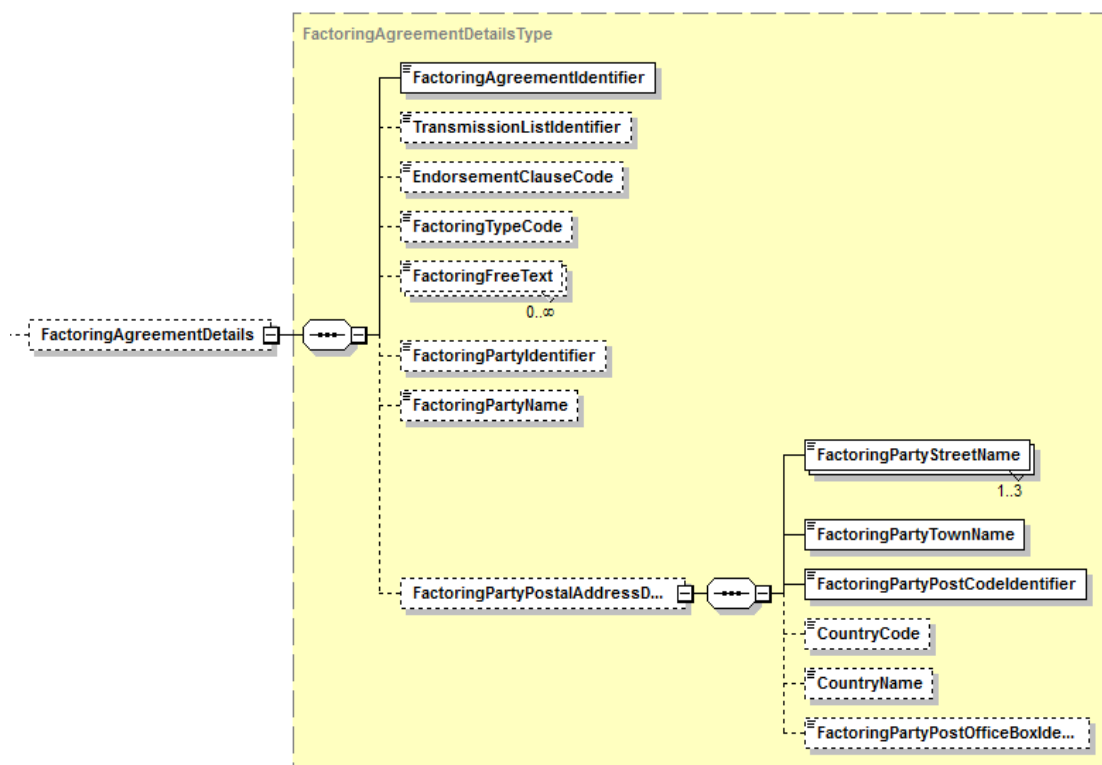 FactoringAgreementDetailsType
FactoringAgreementIdentifier
TransmissionListIdentifier
EndorsementClauseCode
FactoringTypeCode
FactoringFreeText
0..∞
FactoringAgreementDetails
FactoringPartyIdentifier
FactoringPartyName
FactoringPartyStreetName
1..3
FactoringPartyTownName
FactoringPartyPostalAddressD...
FactoringPartyPostCodeIdentifier
CountryCode
CountryName
FactoringPartyPostOfficeBoxIde...